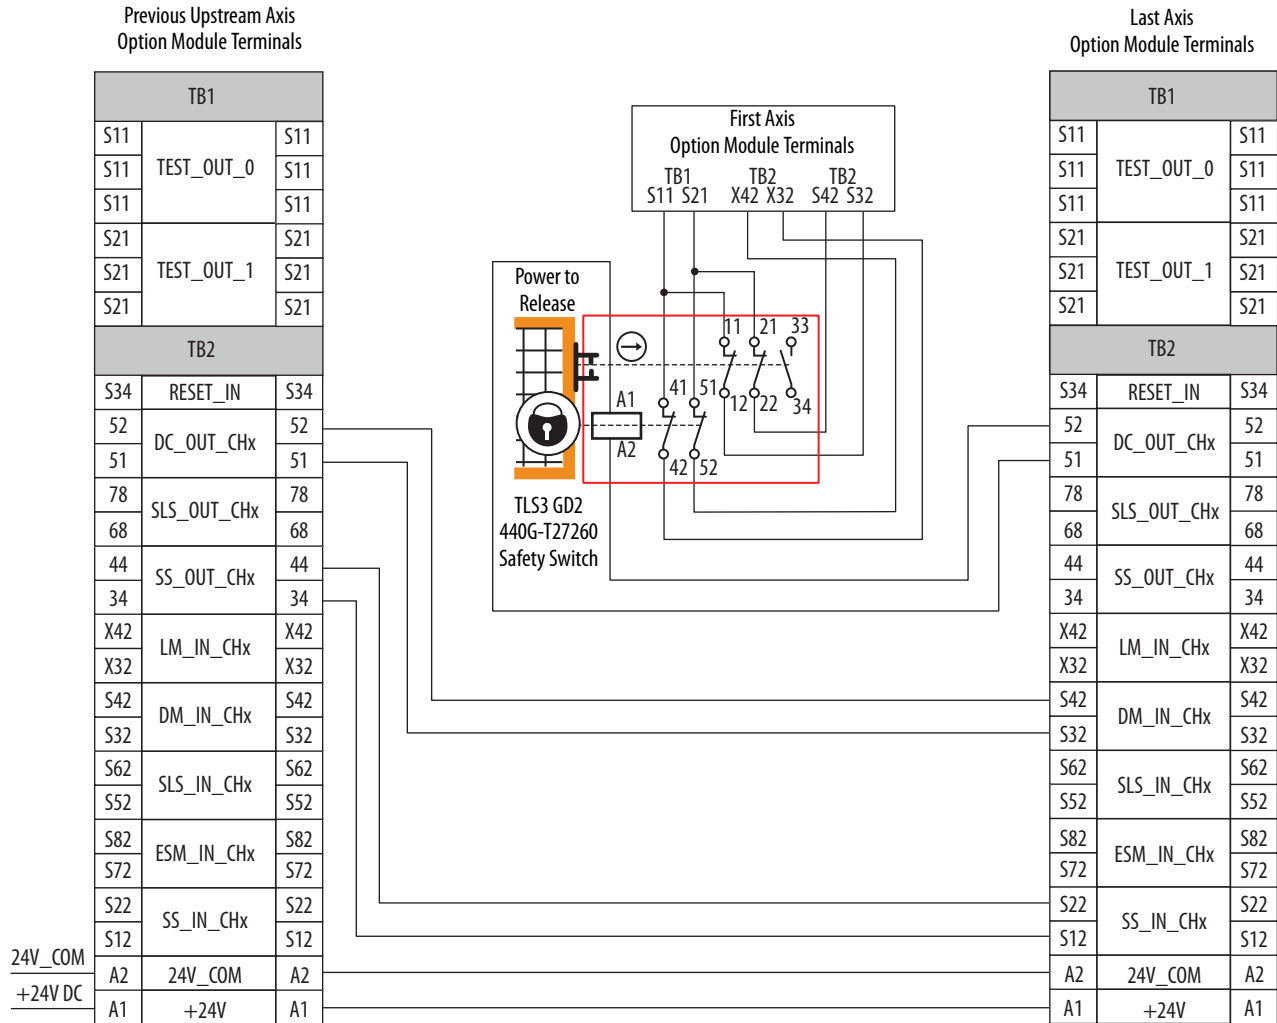 Previous Upstream Axis
Option Module Terminals
TB1
S11 S11
S11 TEST_OUT_0 S11
S11 S11
S21 S21
S21 TEST_OUT_1 S21
S21 S21
TB2
S34 RESET_IN S34
52 DC_OUT_CHx 52
51 51
78 SLS_OUT_CHx 78
68 68
44 SS_OUT_CHx 44
34 34
X42 LM_IN_CHx X42
X32 X32
S42 DM_IN_CHx S42
S32 S32
S62 SLS_IN_CHx S62
S52 S52
S82 ESM_IN_CHx S82
S72 S72
S22 SS_IN_CHx S22
S12 S12
24V_COM A2 24V_COM A2
+24V DC A1 +24V A1
First Axis
Option Module Terminals
TB1 TB2 TB2
S11 S21 X42 X32 S42 S32
Power to
Release
11 21 33
12 22 34
41 51
A1
A2
42 52
TLS3 GD2
440G-T27260
Safety Switch
Last Axis
Option Module Terminals
TB1
S11 S11
S11 TEST_OUT_0 S11
S11 S11
S21 S21
S21 TEST_OUT_1 S21
S21 S21
TB2
S34 RESET_IN S34
52 DC_OUT_CHx 52
51 51
78 SLS_OUT_CHx 78
68 68
44 SS_OUT_CHx 44
34 34
X42 LM_IN_CHx X42
X32 X32
S42 DM_IN_CHx S42
S32 S32
S62 SLS_IN_CHx S62
S52 S52
S82 ESM_IN_CHx S82
S72 S72
S22 SS_IN_CHx S22
S12 S12
A2 24V_COM A2
A1 +24V A1